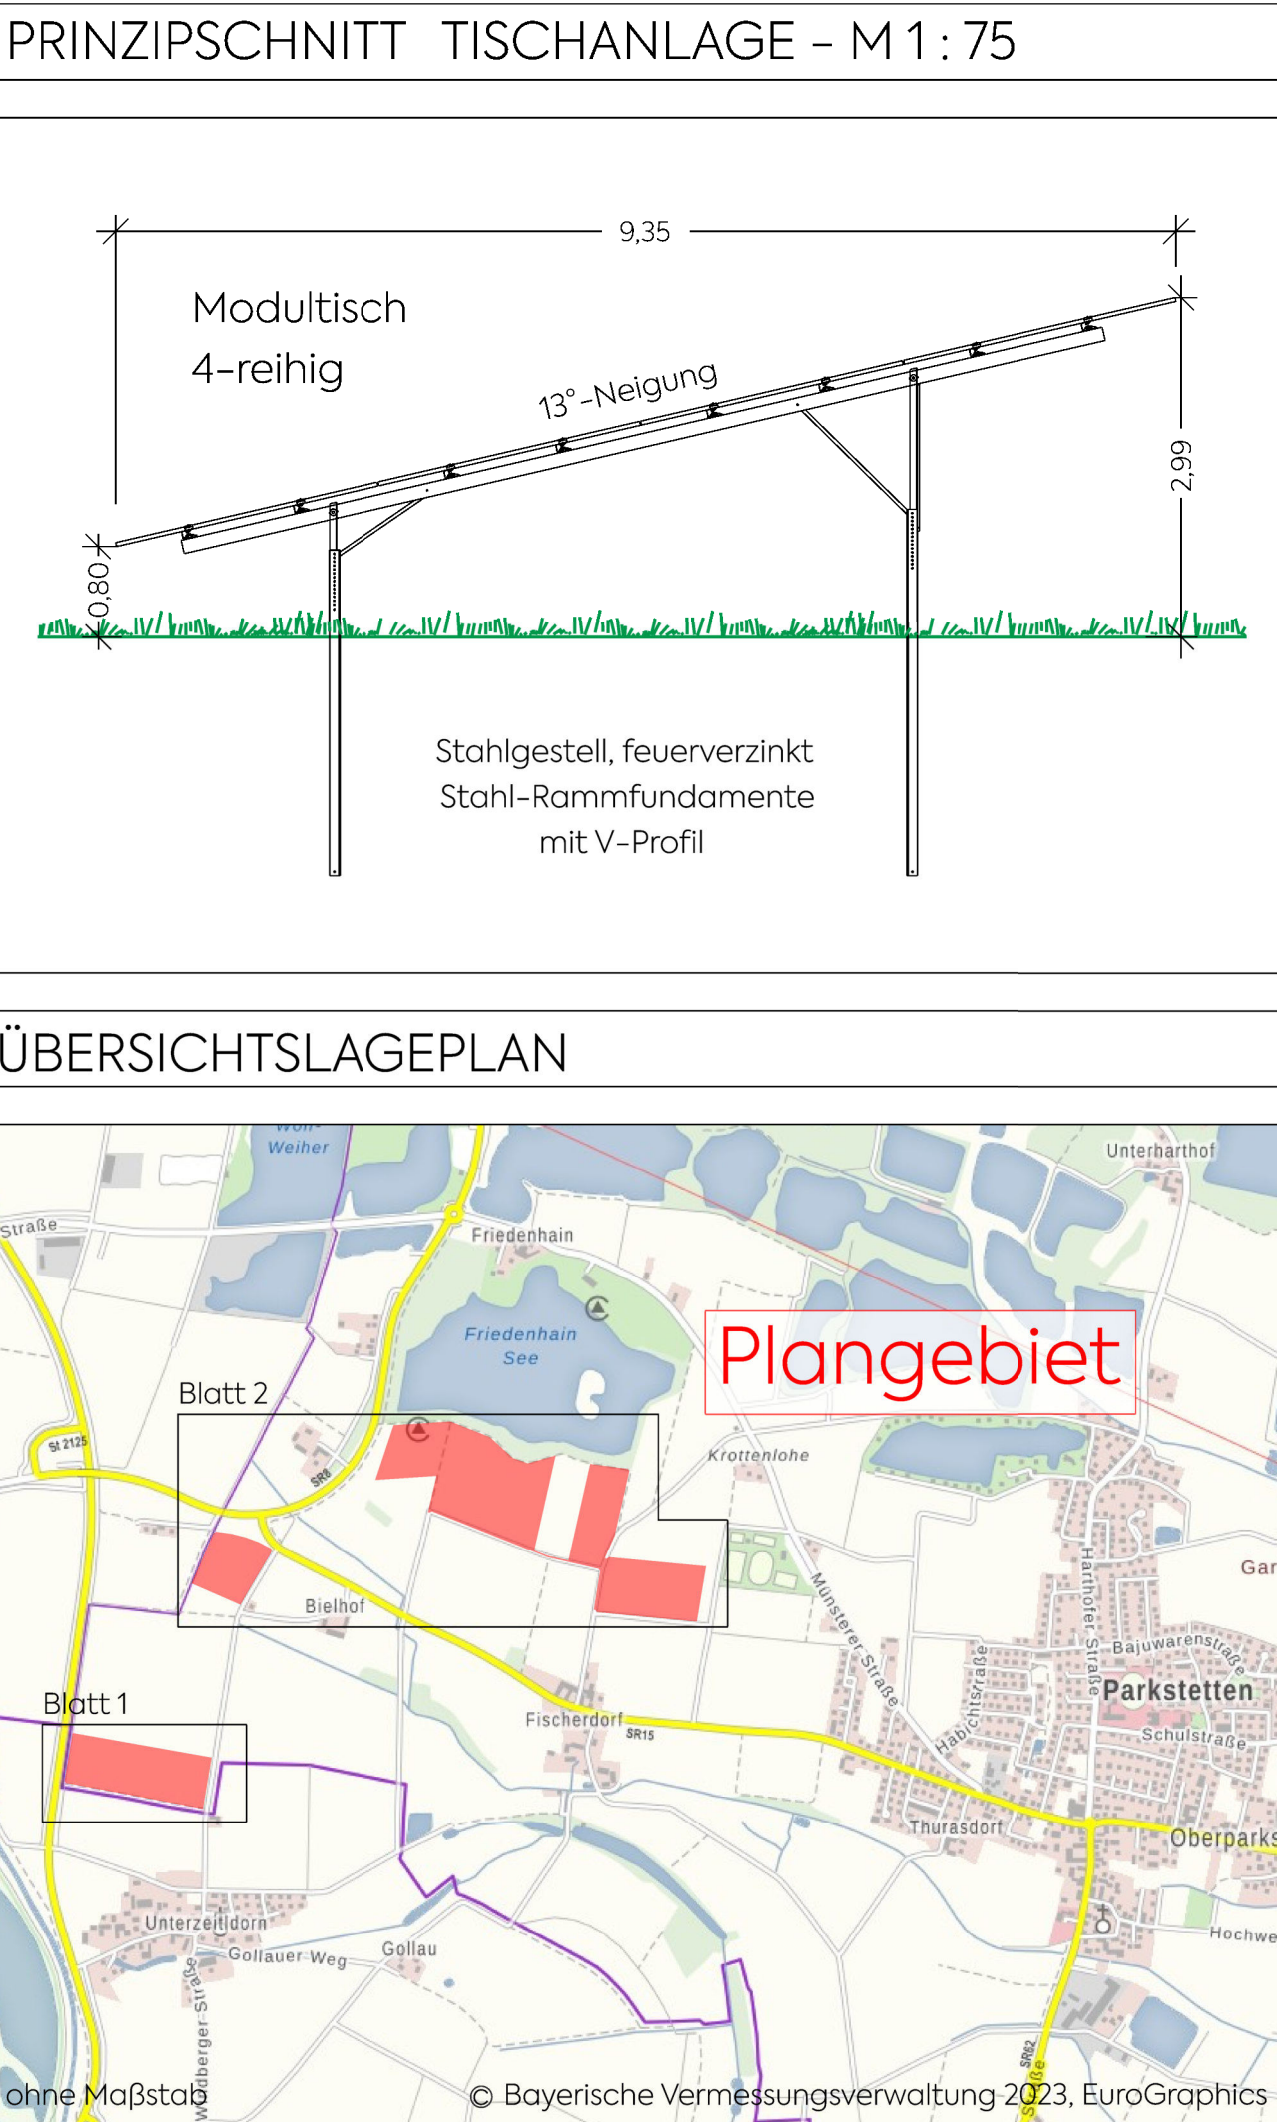 PRINZIPSCHNITT TISCHANLAGE - M 1 : 75
9,35
Modultisch
4-reihig
13°-Neigung
2,99
0,80
Stahlgestell, feuerverzinkt
Stahl-Rammfundamente
mit V-Profil
ÜBERSICHTSLAGEPLAN
Weiher
Unterharthof
Straße
Friedenhain
Friedenhain
See
Plangebiet
Blatt 2
St 2125
SR8
Krottenlohe
Gar
Harthofer Straße
Münsterer Straße
Bielhof
Bajuwarenstraße
Habichtstraße
Parkstetten
Blatt 1
Fischerdorf
SR15
Schulstraße
Thurasdorf
Oberparks
Unterzeitldorn
Gollauer Weg
Gollau
Hochwe
SR62
ohne Maßstab
© Bayerische Vermessungsverwaltung 2023, EuroGraphics